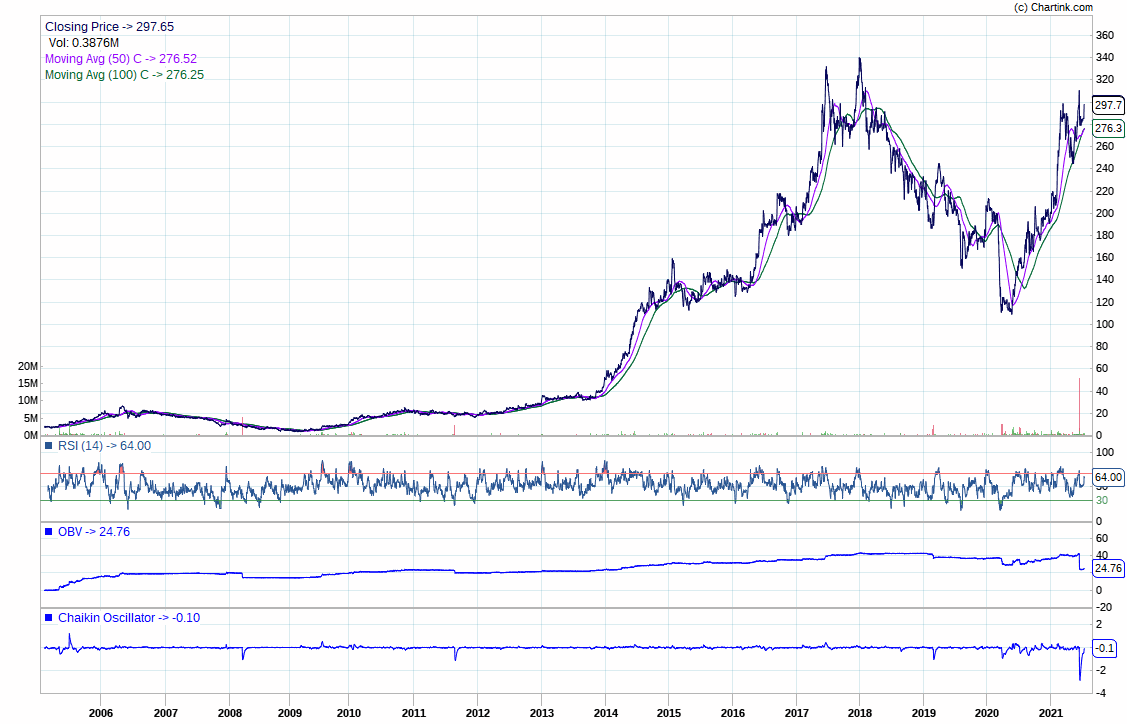 (c) Chartink.com
Closing Price -> 297.65
Vol: 0.3876M
Moving Avg (50) C -> 276.52
Moving Avg (100) C -> 276.25
360
340
320
297.7
276.3
260
240
220
200
180
160
140
120
100
80
60
40
20
0
20M
15M
10M
5M
0M
RSI (14) -> 64.00
100
64.00
30
0
OBV -> 24.76
60
40
24.76
0
-20
Chaikin Oscillator -> -0.10
2
-0.1
-2
-4
2006 2007 2008 2009 2010 2011 2012 2013 2014 2015 2016 2017 2018 2019 2020 2021